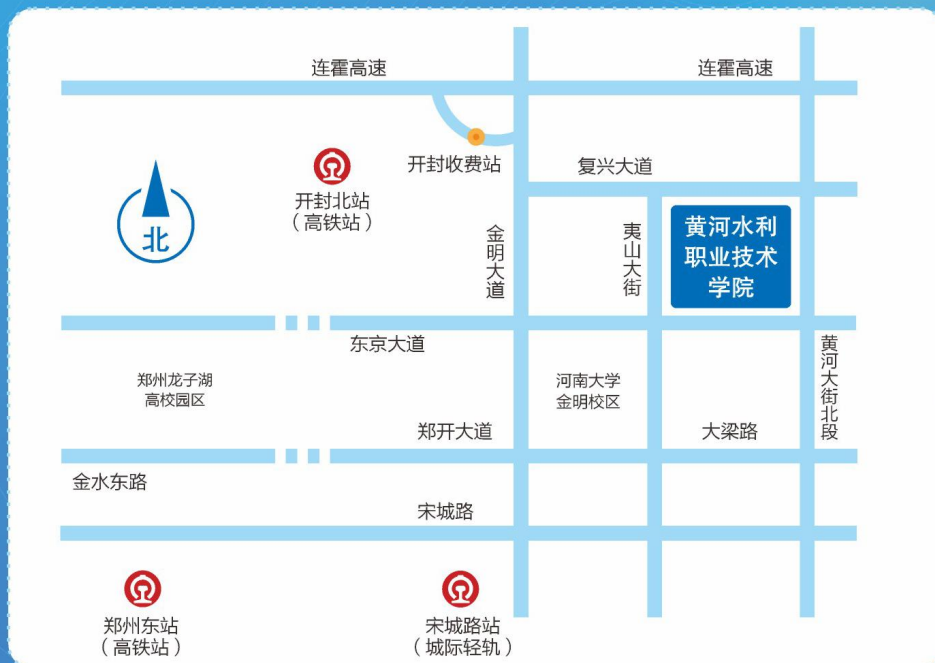 连霍高速
连霍高速
开封收费站
复兴大道
开封北站
（高铁站）
北
金明大道
夷山大街
黄河水利
职业技术
学院
东京大道
黄河大街北段
郑州龙子湖
高校园区
河南大学
金明校区
郑开大道
大梁路
金水东路
宋城路
郑州东站
（高铁站）
宋城路站
（城际轻轨）